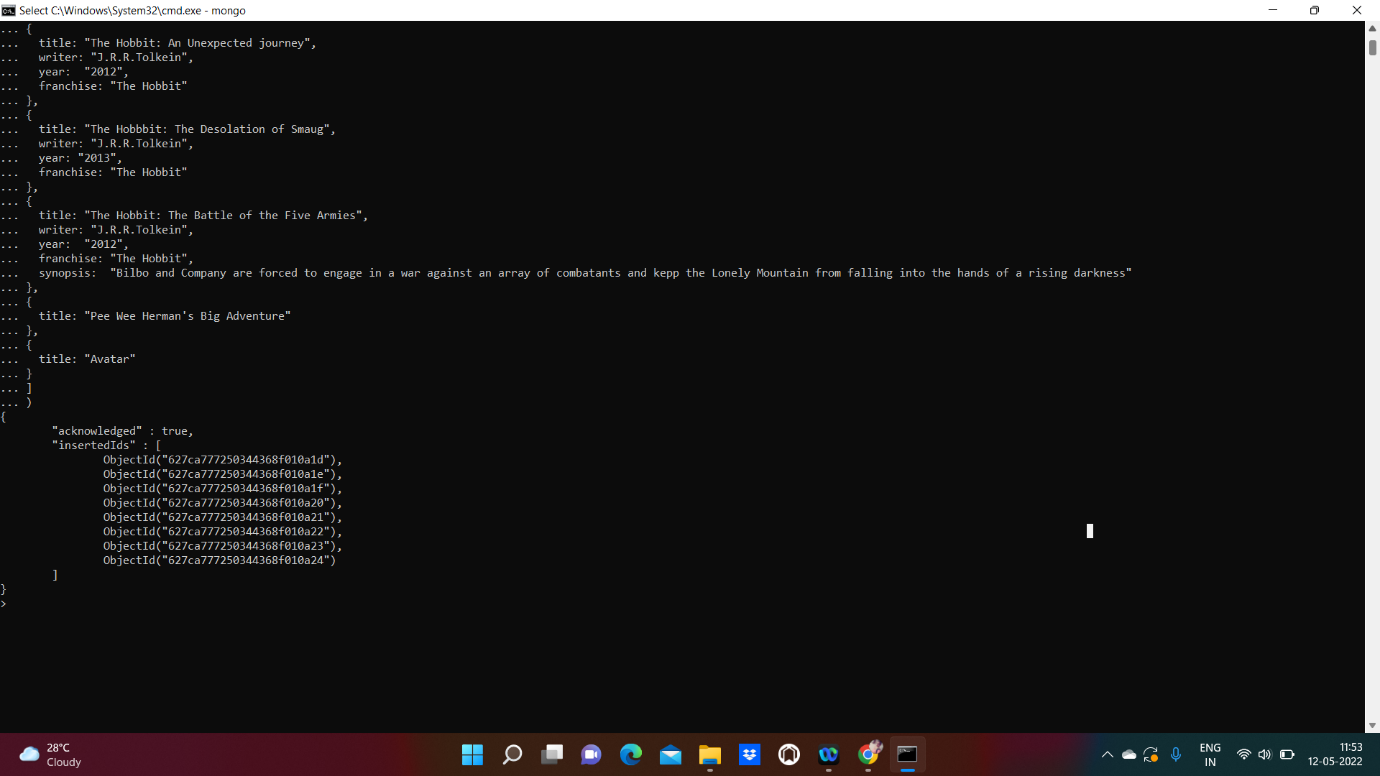 Select C:\Windows\System32\cmd.exe - mongo
... {
...   title: "The Hobbit: An Unexpected journey",
...   writer: "J.R.R.Tolkein",
...   year:  "2012",
...   franchise: "The Hobbit"
... },
... {
...   title: "The Hobbbit: The Desolation of Smaug",
...   writer: "J.R.R.Tolkein",
...   year: "2013",
...   franchise: "The Hobbit"
... },
... {
...   title: "The Hobbit: The Battle of the Five Armies",
...   writer: "J.R.R.Tolkein",
...   year:  "2012",
...   franchise: "The Hobbit",
...   synopsis:  "Bilbo and Company are forced to engage in a war against an array of combatants and kepp the Lonely Mountain from falling into the hands of a rising darkness"
... },
... {
...   title: "Pee Wee Herman's Big Adventure"
... },
... {
...   title: "Avatar"
... }
... ]
... )
{
        "acknowledged" : true,
        "insertedIds" : [
                ObjectId("627ca777250344368f010a1d"),
                ObjectId("627ca777250344368f010a1e"),
                ObjectId("627ca777250344368f010a1f"),
                ObjectId("627ca777250344368f010a20"),
                ObjectId("627ca777250344368f010a21"),
                ObjectId("627ca777250344368f010a22"),
                ObjectId("627ca777250344368f010a23"),
                ObjectId("627ca777250344368f010a24")
        ]
}
>
28°C
Cloudy
ENG
IN
11:53
12-05-2022